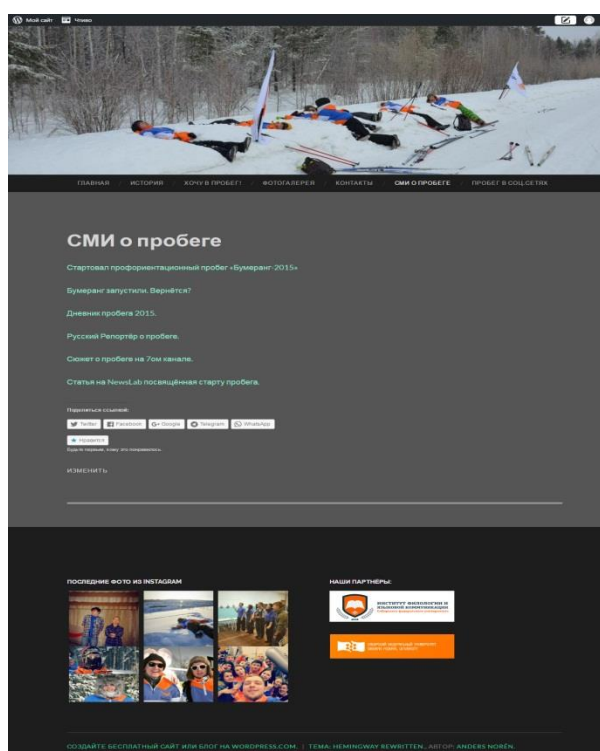 Мой сайт
Чтиво
ГЛАВНАЯ / ИСТОРИЯ / ХОЧУ В ПРОБЕГ! / ФОТОГАЛЕРЕЯ / КОНТАКТЫ / СМИ О ПРОБЕГЕ / ПРОБЕГ В СОЦ.СЕТЯХ
СМИ о пробеге
Стартовал профориентационный пробег «Бумеранг-2015»
Бумеранг запустили. Вернётся?
Дневник пробега 2015.
Русский Репортёр о пробеге.
Сюжет о пробеге на 7ом канале.
Статья на NewsLab посвящённая старту пробега.
Поделиться ссылкой:
Twitter Facebook Google Telegram WhatsApp
Нравится
Будьте первым, кому это понравилось.
ИЗМЕНИТЬ
ПОСЛЕДНИЕ ФОТО ИЗ INSTAGRAM
НАШИ ПАРТНЁРЫ:
ИНСТИТУТ ФИЛОЛОГИИ И
ЯЗЫКОВОЙ КОММУНИКАЦИИ
СОЗДАЙТЕ БЕСПЛАТНЫЙ САЙТ ИЛИ БЛОГ НА WORDPRESS.COM. | ТЕМА: HEMINGWAY REWRITTEN, АВТОР: ANDERS NORÉN.